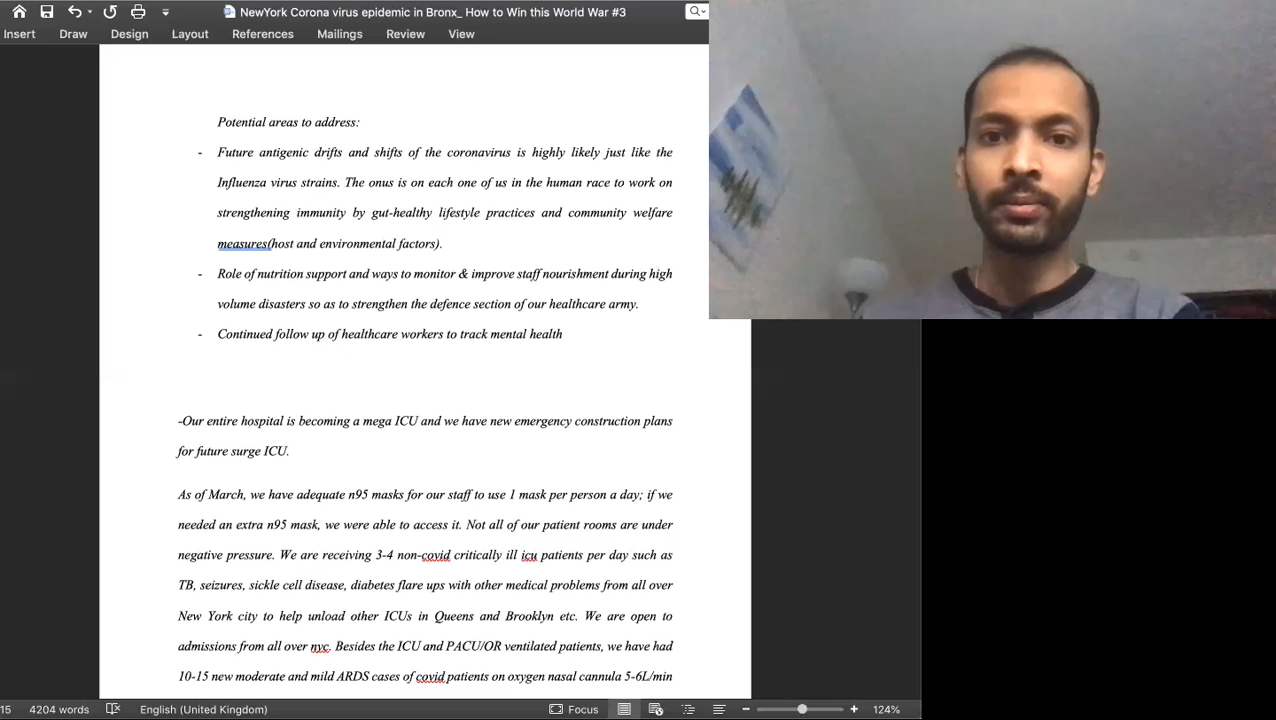 NewYork Corona virus epidemic in Bronx_ How to Win this World War #3
Insert Draw Design Layout References Mailings Review View
Potential areas to address:
- Future antigenic drifts and shifts of the coronavirus is highly likely just like the
Influenza virus strains. The onus is on each one of us in the human race to work on
strengthening immunity by gut-healthy lifestyle practices and community welfare
measures(host and environmental factors).
- Role of nutrition support and ways to monitor & improve staff nourishment during high
volume disasters so as to strengthen the defence section of our healthcare army.
- Continued follow up of healthcare workers to track mental health
-Our entire hospital is becoming a mega ICU and we have new emergency construction plans
for future surge ICU.
As of March, we have adequate n95 masks for our staff to use 1 mask per person a day; if we
needed an extra n95 mask, we were able to access it. Not all of our patient rooms are under
negative pressure. We are receiving 3-4 non-covid critically ill icu patients per day such as
TB, seizures, sickle cell disease, diabetes flare ups with other medical problems from all over
New York city to help unload other ICUs in Queens and Brooklyn etc. We are open to
admissions from all over nyc. Besides the ICU and PACU/OR ventilated patients, we have had
10-15 new moderate and mild ARDS cases of covid patients on oxygen nasal cannula 5-6L/min
15 4204 words English (United Kingdom) Focus 124%